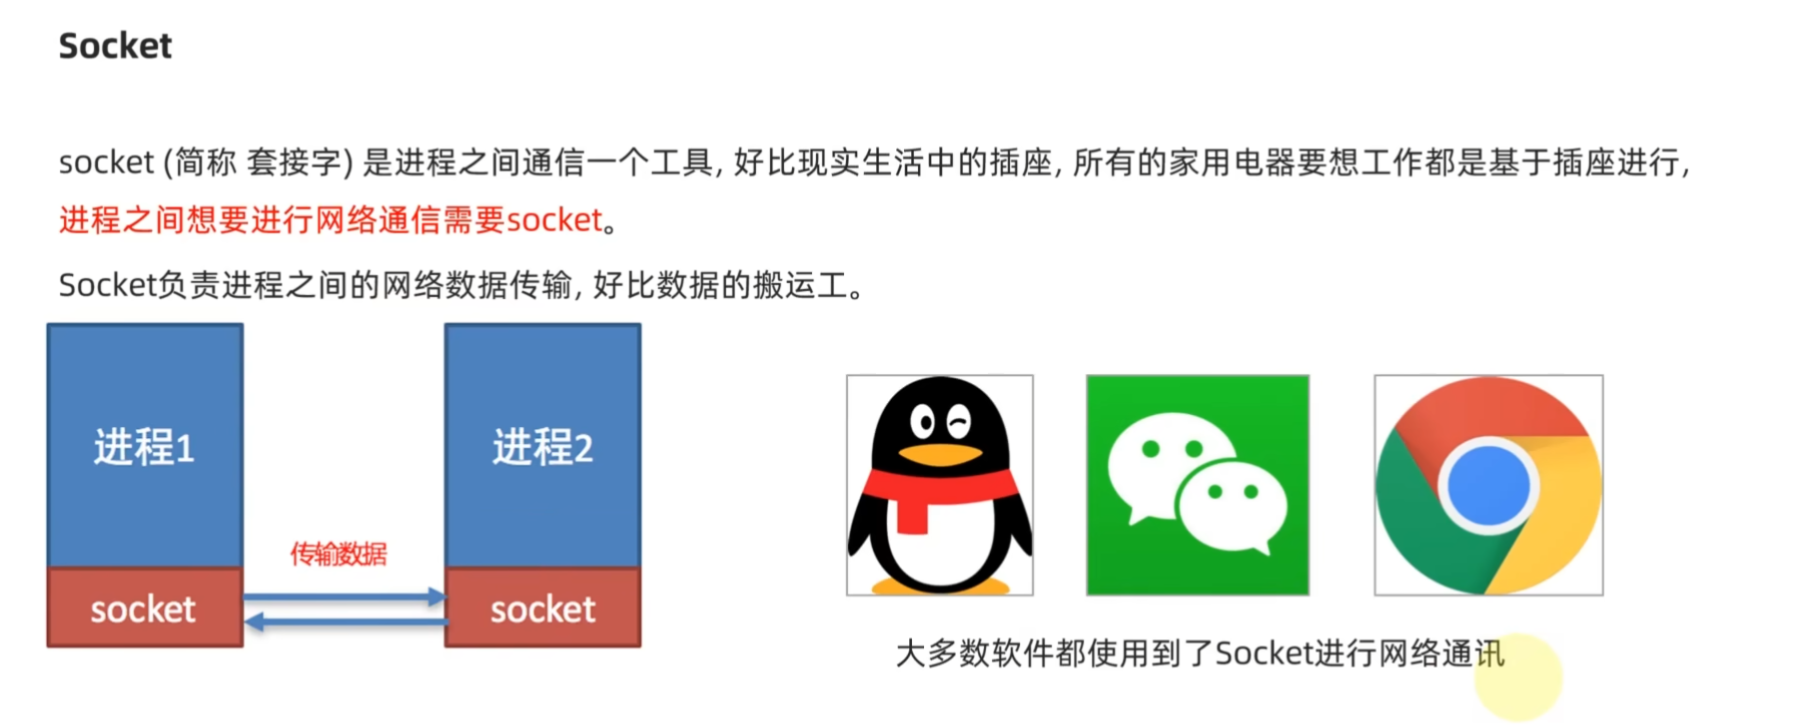 Socket
socket (简称 套接字) 是进程之间通信一个工具, 好比现实生活中的插座, 所有的家用电器要想工作都是基于插座进行,
进程之间想要进行网络通信需要socket。
Socket负责进程之间的网络数据传输, 好比数据的搬运工。
进程1
进程2
传输数据
socket
socket
大多数软件都使用到了Socket进行网络通讯